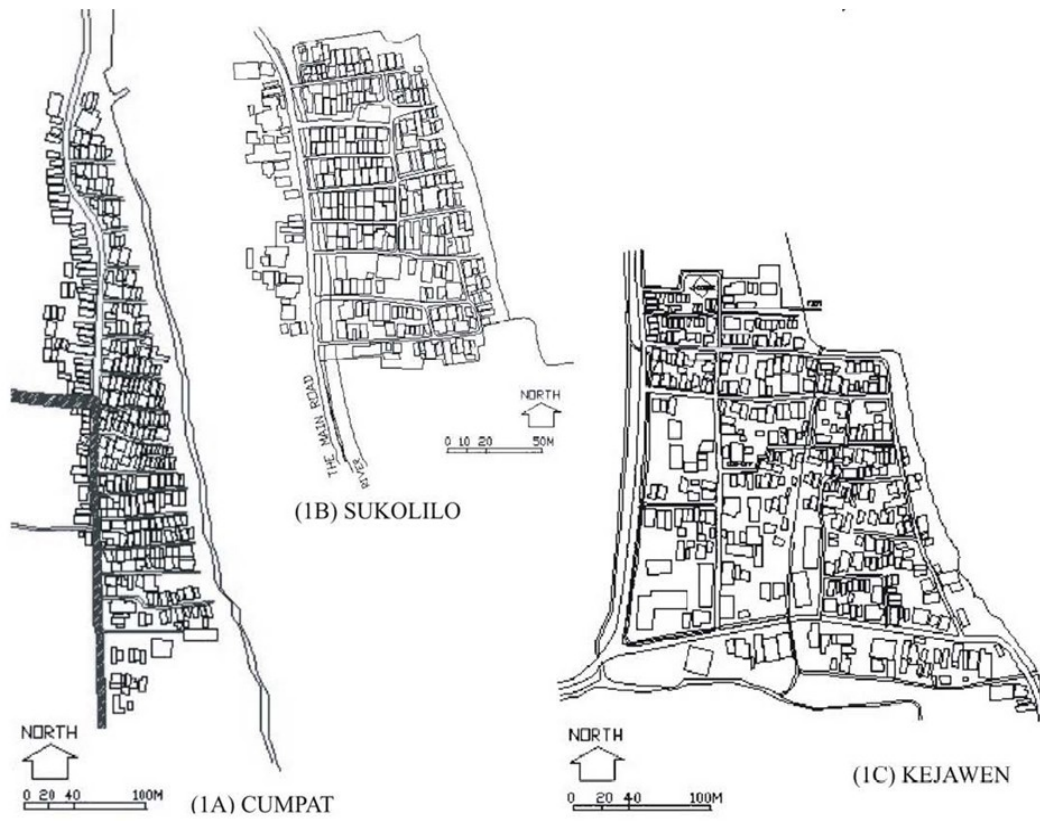 THE MAIN ROAD
RIVER
NORTH
0 10 20 50M
(1B) SUKOLILO
NORTH
0 20 40 100M
(1A) CUMPAT
NORTH
0 20 40 100M
(1C) KEJAWEN